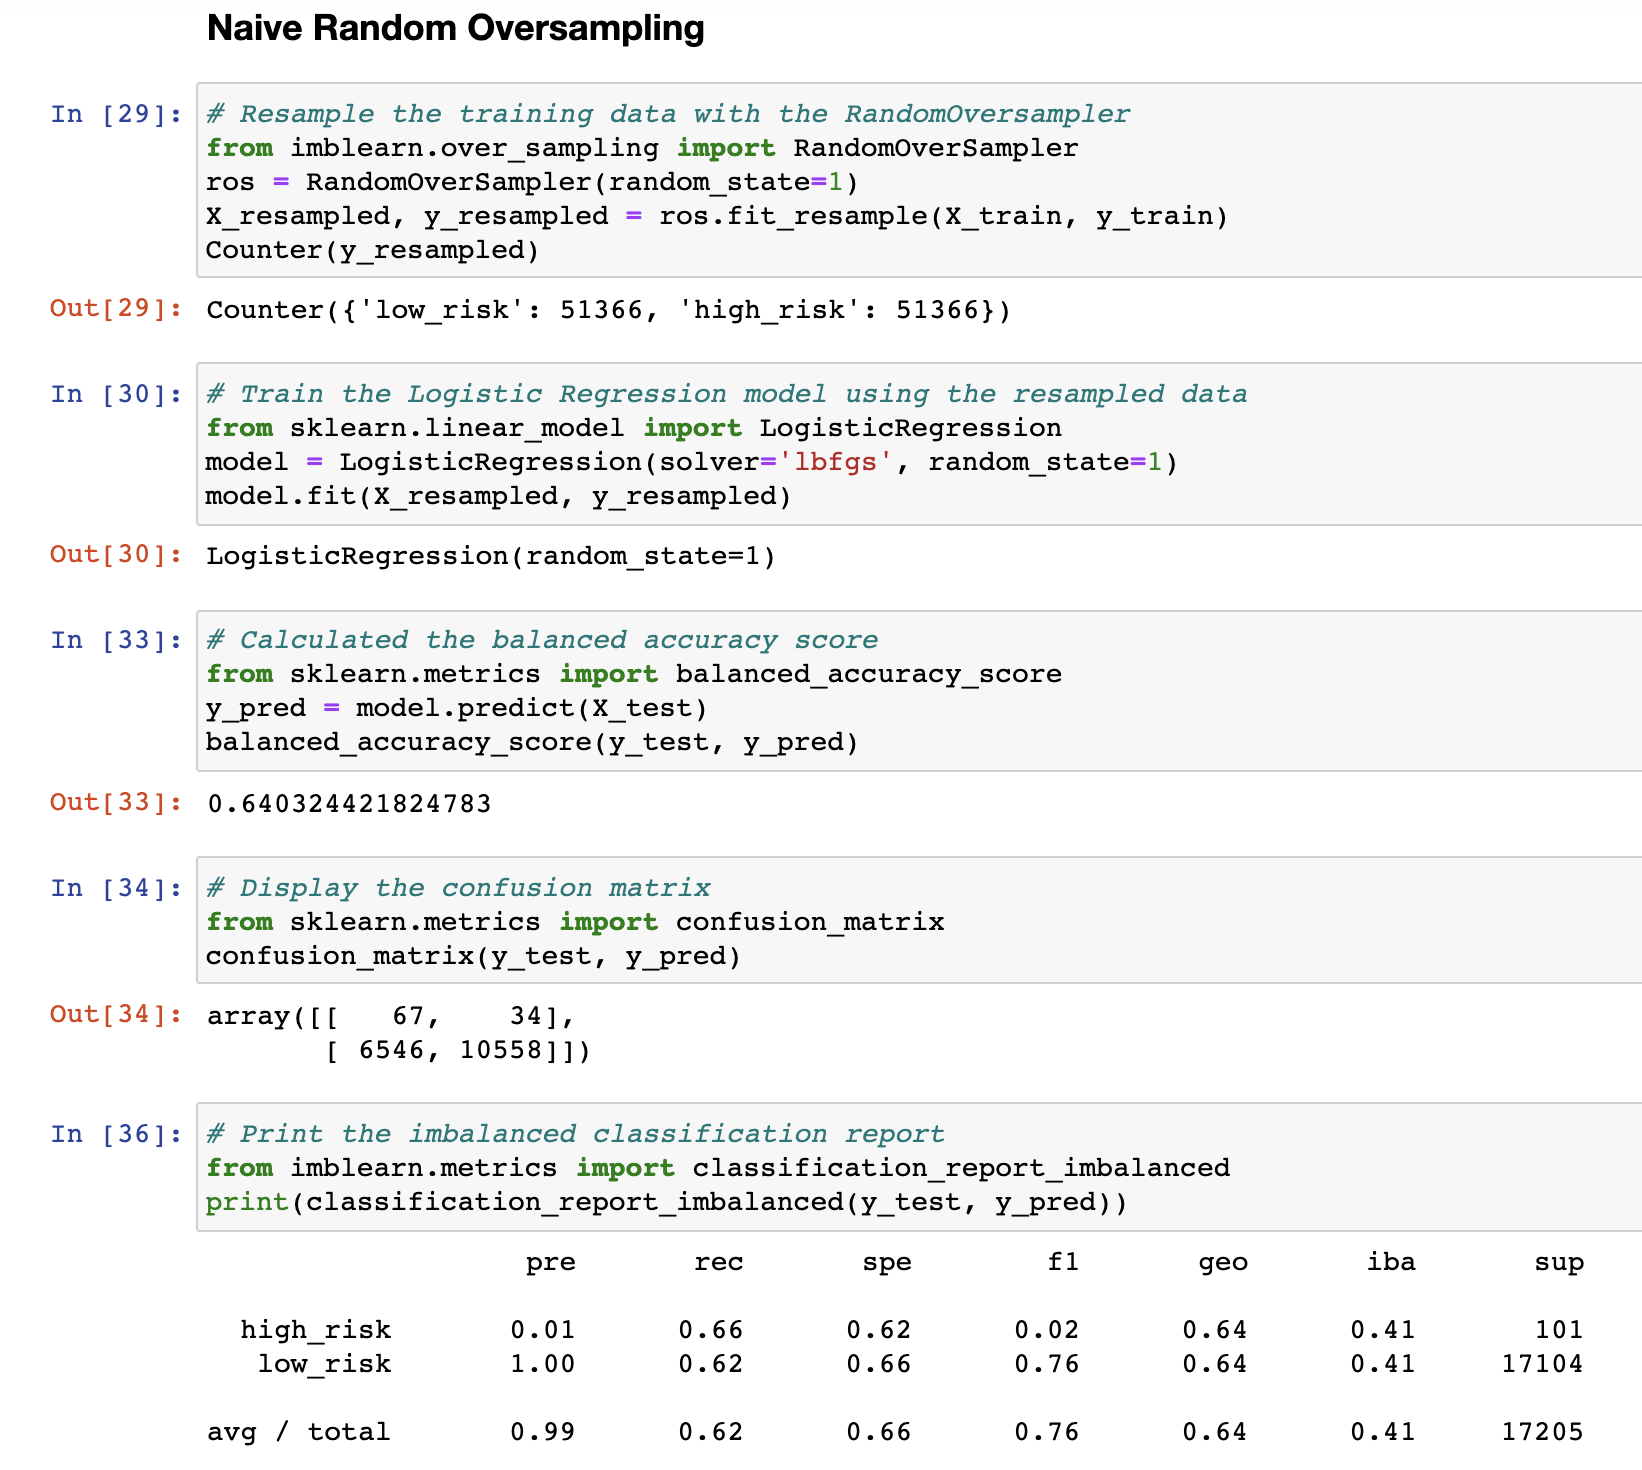 Naive Random Oversampling
In [29]: # Resample the training data with the RandomOversampler
from imblearn.over_sampling import RandomOverSampler
ros = RandomOverSampler(random_state=1)
X_resampled, y_resampled = ros.fit_resample(X_train, y_train)
Counter(y_resampled)
Out[29]: Counter({'low_risk': 51366, 'high_risk': 51366})
In [30]: # Train the Logistic Regression model using the resampled data
from sklearn.linear_model import LogisticRegression
model = LogisticRegression(solver='lbfgs', random_state=1)
model.fit(X_resampled, y_resampled)
Out[30]: LogisticRegression(random_state=1)
In [33]: # Calculated the balanced accuracy score
from sklearn.metrics import balanced_accuracy_score
y_pred = model.predict(X_test)
balanced_accuracy_score(y_test, y_pred)
Out[33]: 0.640324421824783
In [34]: # Display the confusion matrix
from sklearn.metrics import confusion_matrix
confusion_matrix(y_test, y_pred)
Out[34]: array([[   67,    34],
       [ 6546, 10558]])
In [36]: # Print the imbalanced classification report
from imblearn.metrics import classification_report_imbalanced
print(classification_report_imbalanced(y_test, y_pred))
pre rec spe f1 geo iba sup
high_risk 0.01 0.66 0.62 0.02 0.64 0.41 101
low_risk 1.00 0.62 0.66 0.76 0.64 0.41 17104
avg / total 0.99 0.62 0.66 0.76 0.64 0.41 17205